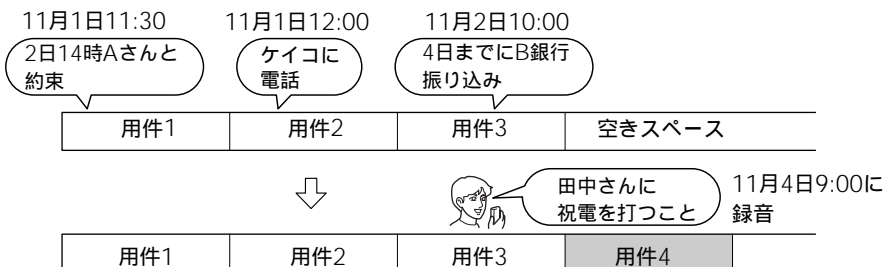 11月1日11:30
11月1日12:00
11月2日10:00
2日14時Aさんと
約束
ケイコに
電話
4日までにB銀行
振り込み
用件1
用件2
用件3
空きスペース
田中さんに
祝電を打つこと
11月4日9:00に
録音
用件1
用件2
用件3
用件4